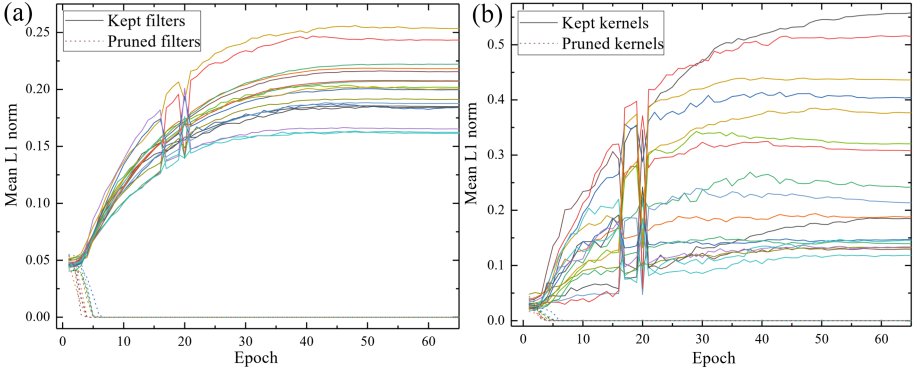 (a)
0.25
0.20
0.15
0.10
0.05
0.00
Mean L1 norm
Kept filters
Pruned filters
0 10 20 30 40 50 60
Epoch
(b)
0.5
0.4
0.3
0.2
0.1
0.0
Mean L1 norm
Kept kernels
Pruned kernels
0 10 20 30 40 50 60
Epoch